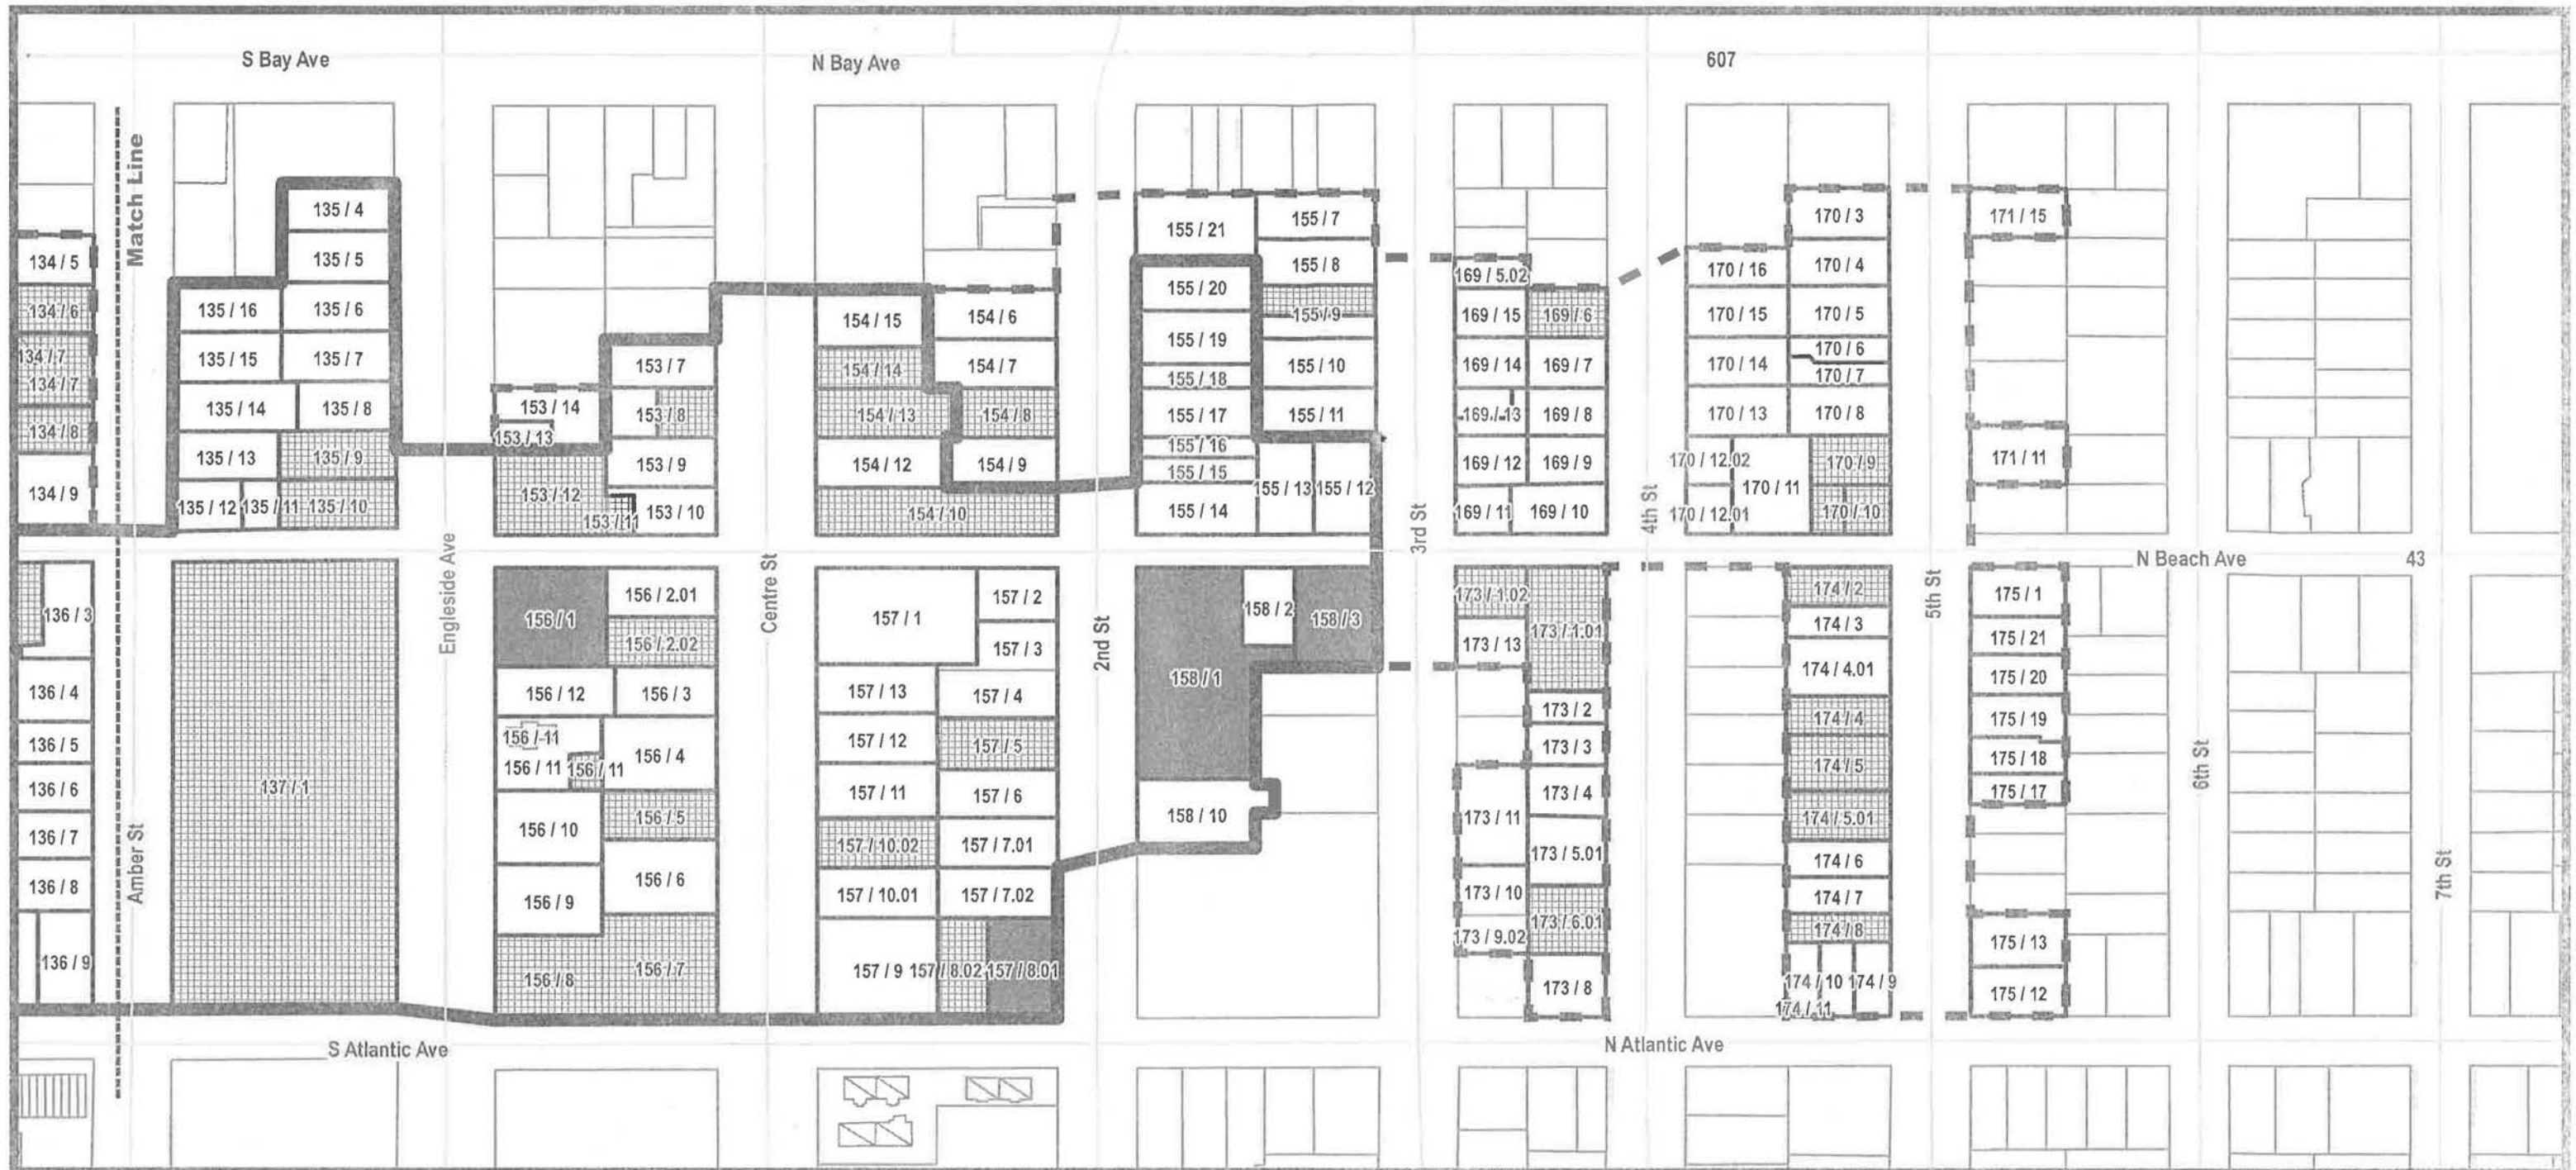 S Bay Ave
N Bay Ave
607
Match Line
134 / 5
134 / 6
134 / 7
134 / 7
134 / 8
134 / 9
135 / 4
135 / 5
135 / 16
135 / 6
135 / 15
135 / 7
135 / 14
135 / 8
135 / 13
135 / 9
135 / 12
135 / 11
135 / 10
153 / 7
153 / 14
153 / 8
153 / 13
153 / 9
153 / 12
153 / 11
153 / 10
154 / 15
154 / 6
154 / 14
154 / 7
154 / 13
154 / 8
154 / 12
154 / 9
154 / 10
155 / 21
155 / 7
155 / 8
155 / 20
155 / 9
155 / 19
155 / 10
155 / 18
155 / 17
155 / 11
155 / 16
155 / 15
155 / 13
155 / 12
155 / 14
169 / 5.02
169 / 15
169 / 6
169 / 14
169 / 7
169 / 13
169 / 8
169 / 12
169 / 9
169 / 11
169 / 10
170 / 3
170 / 16
170 / 4
170 / 15
170 / 5
170 / 6
170 / 14
170 / 7
170 / 13
170 / 8
170 / 12.02
170 / 9
170 / 11
170 / 12.01
170 / 10
171 / 15
171 / 11
Amber St
Engleside Ave
Centre St
2nd St
3rd St
4th St
5th St
6th St
7th St
N Beach Ave
43
136 / 3
136 / 4
136 / 5
136 / 6
136 / 7
136 / 8
136 / 9
137 / 1
156 / 1
156 / 2.01
156 / 2.02
156 / 12
156 / 3
156 / 11
156 / 4
156 / 11
156 / 11
156 / 10
156 / 5
156 / 9
156 / 6
156 / 8
156 / 7
157 / 1
157 / 2
157 / 3
157 / 13
157 / 4
157 / 12
157 / 5
157 / 11
157 / 6
157 / 10.02
157 / 7.01
157 / 10.01
157 / 7.02
157 / 9
157 / 8.02
157 / 8.01
158 / 1
158 / 2
158 / 3
158 / 10
173 / 1.02
173 / 1.01
173 / 13
173 / 2
173 / 3
173 / 4
173 / 11
173 / 5.01
173 / 10
173 / 6.01
173 / 9.02
173 / 8
174 / 2
174 / 3
174 / 4.01
174 / 4
174 / 5
174 / 5.01
174 / 6
174 / 7
174 / 8
174 / 10
174 / 9
174 / 11
175 / 1
175 / 21
175 / 20
175 / 19
175 / 18
175 / 17
175 / 13
175 / 12
S Atlantic Ave
N Atlantic Ave